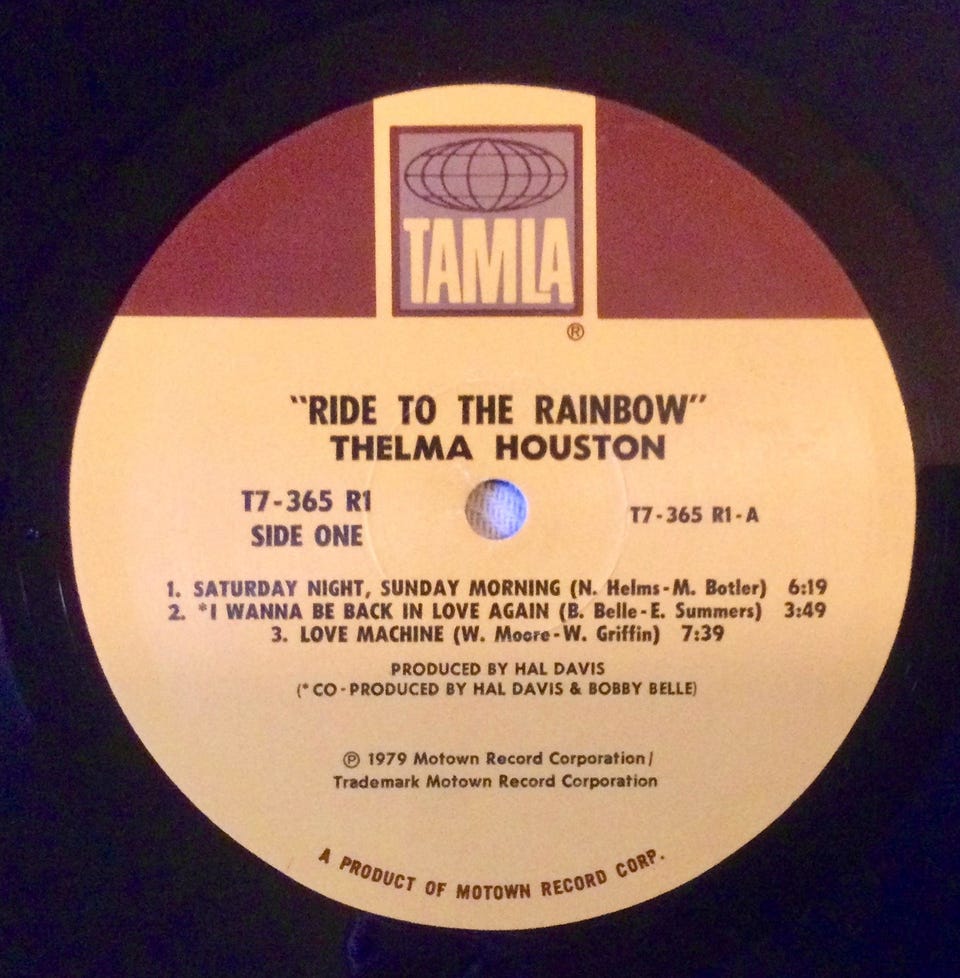 TAMLA
®
"RIDE TO THE RAINBOW"
THELMA HOUSTON
T7-365 R1
SIDE ONE
T7-365 R1-A
1. SATURDAY NIGHT, SUNDAY MORNING (N. Helms-M. Botler) 6:19
2. *I WANNA BE BACK IN LOVE AGAIN (B. Belle-E. Summers) 3:49
3. LOVE MACHINE (W. Moore-W. Griffin) 7:39
PRODUCED BY HAL DAVIS
(*CO-PRODUCED BY HAL DAVIS & BOBBY BELLE)
℗ 1979 Motown Record Corporation/
Trademark Motown Record Corporation
A PRODUCT OF MOTOWN RECORD CORP.